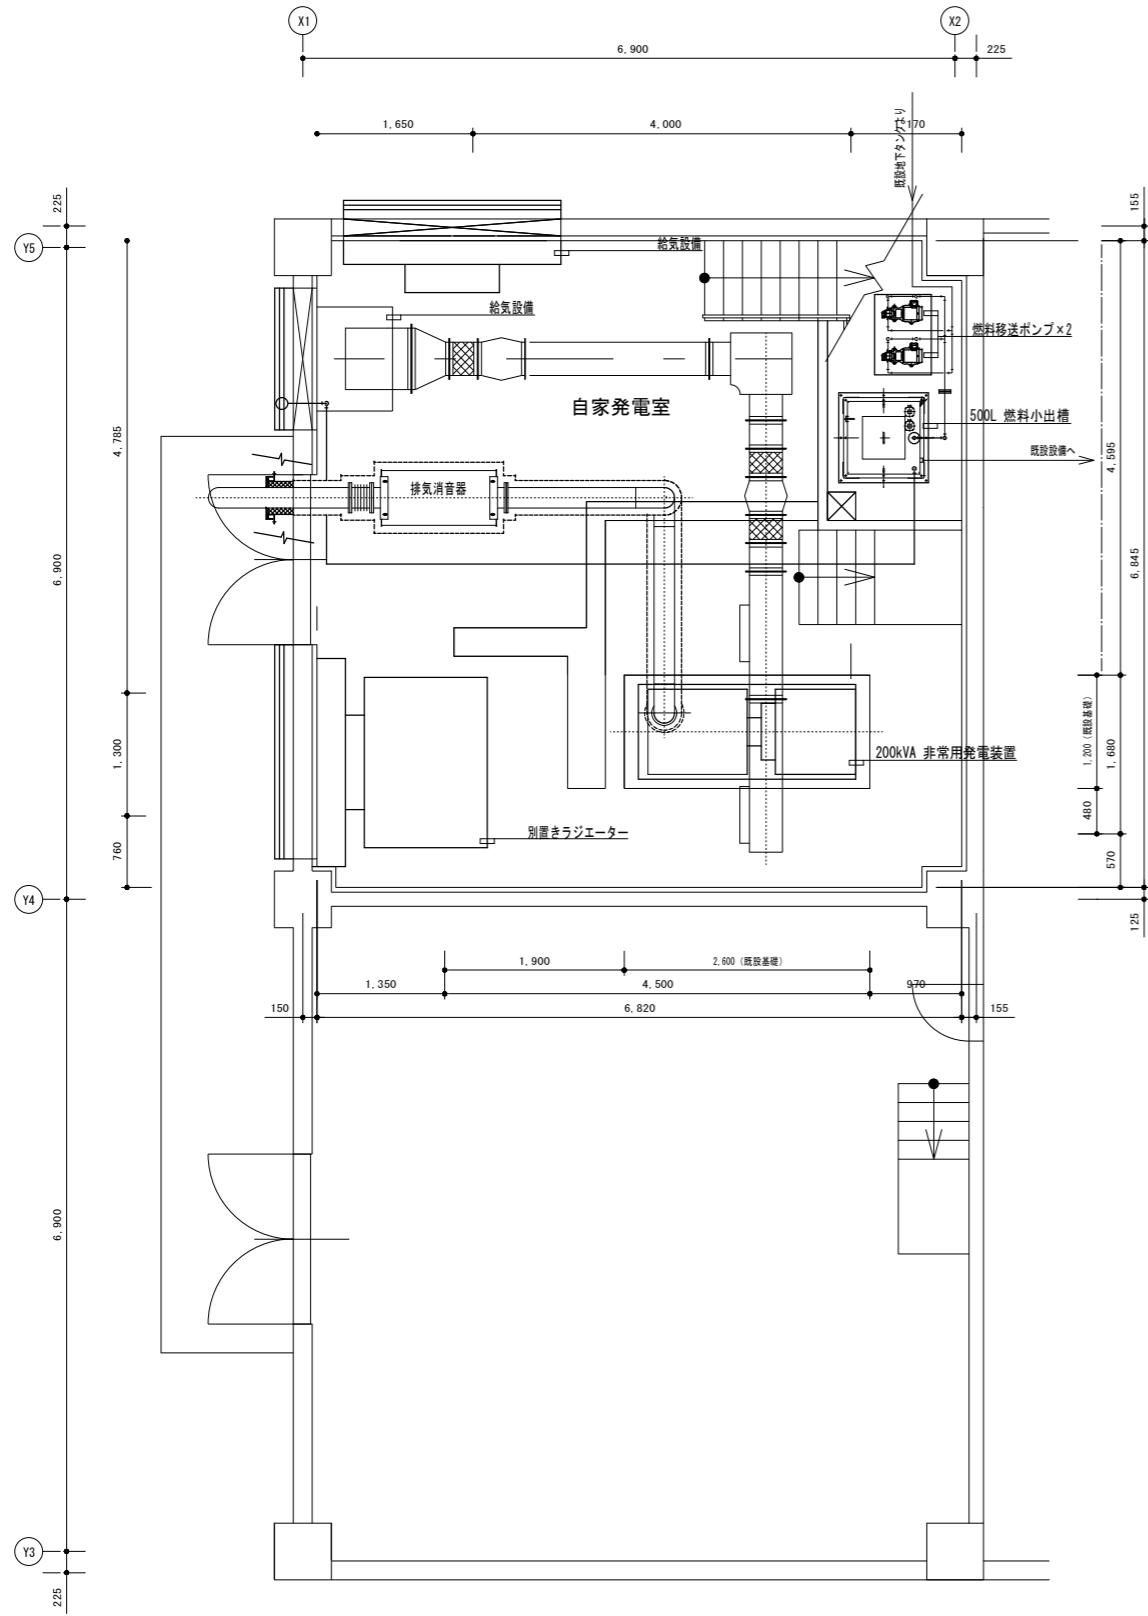 X1
X2
6,900
225
1,650
4,000
170
既設地下タンクより
225
155
Y5
給気設備
給気設備
燃料移送ポンプ×2
自家発電室
500L 燃料小出槽
既設設備へ
4,785
4,595
排気消音器
6,900
6,845
1,200 (既設基礎)
1,680
1,300
200kVA 非常用発電装置
480
別置きラジエーター
760
570
Y4
125
1,900
2,600 (既設基礎)
1,350
4,500
970
150
6,820
155
6,900
Y3
225